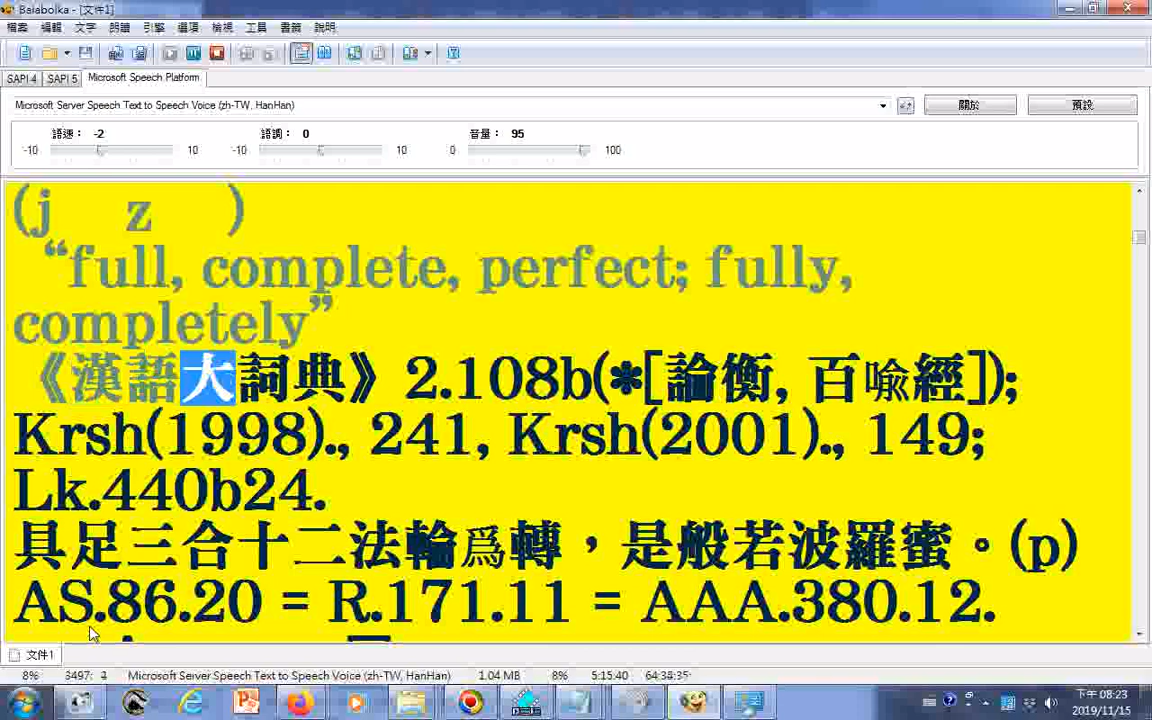 Balabolka - [文件1]
檔案 編輯 文字 朗讀 引擎 選項 檢視 工具 書籤 說明
SAPI 4 SAPI 5 Microsoft Speech Platform
Microsoft Server Speech Text to Speech Voice (zh-TW, HanHan) 關於 預設
語速： -2 語調： 0 音量： 95
-10 10 -10 10 0 100
(j z )
“full, complete, perfect; fully,
completely”
《漢語大詞典》2.108b(✽[論衡, 百喩經]);
Krsh(1998)., 241, Krsh(2001)., 149;
Lk.440b24.
具足三合十二法輪爲轉，是般若波羅蜜。(p)
AS.86.20 = R.171.11 = AAA.380.12.
文件1
8% 3497: 4 Microsoft Server Speech Text to Speech Voice (zh-TW, HanHan) 1.04 MB 8% 5:15:40 64:38:35
下午 08:23
2019/11/15